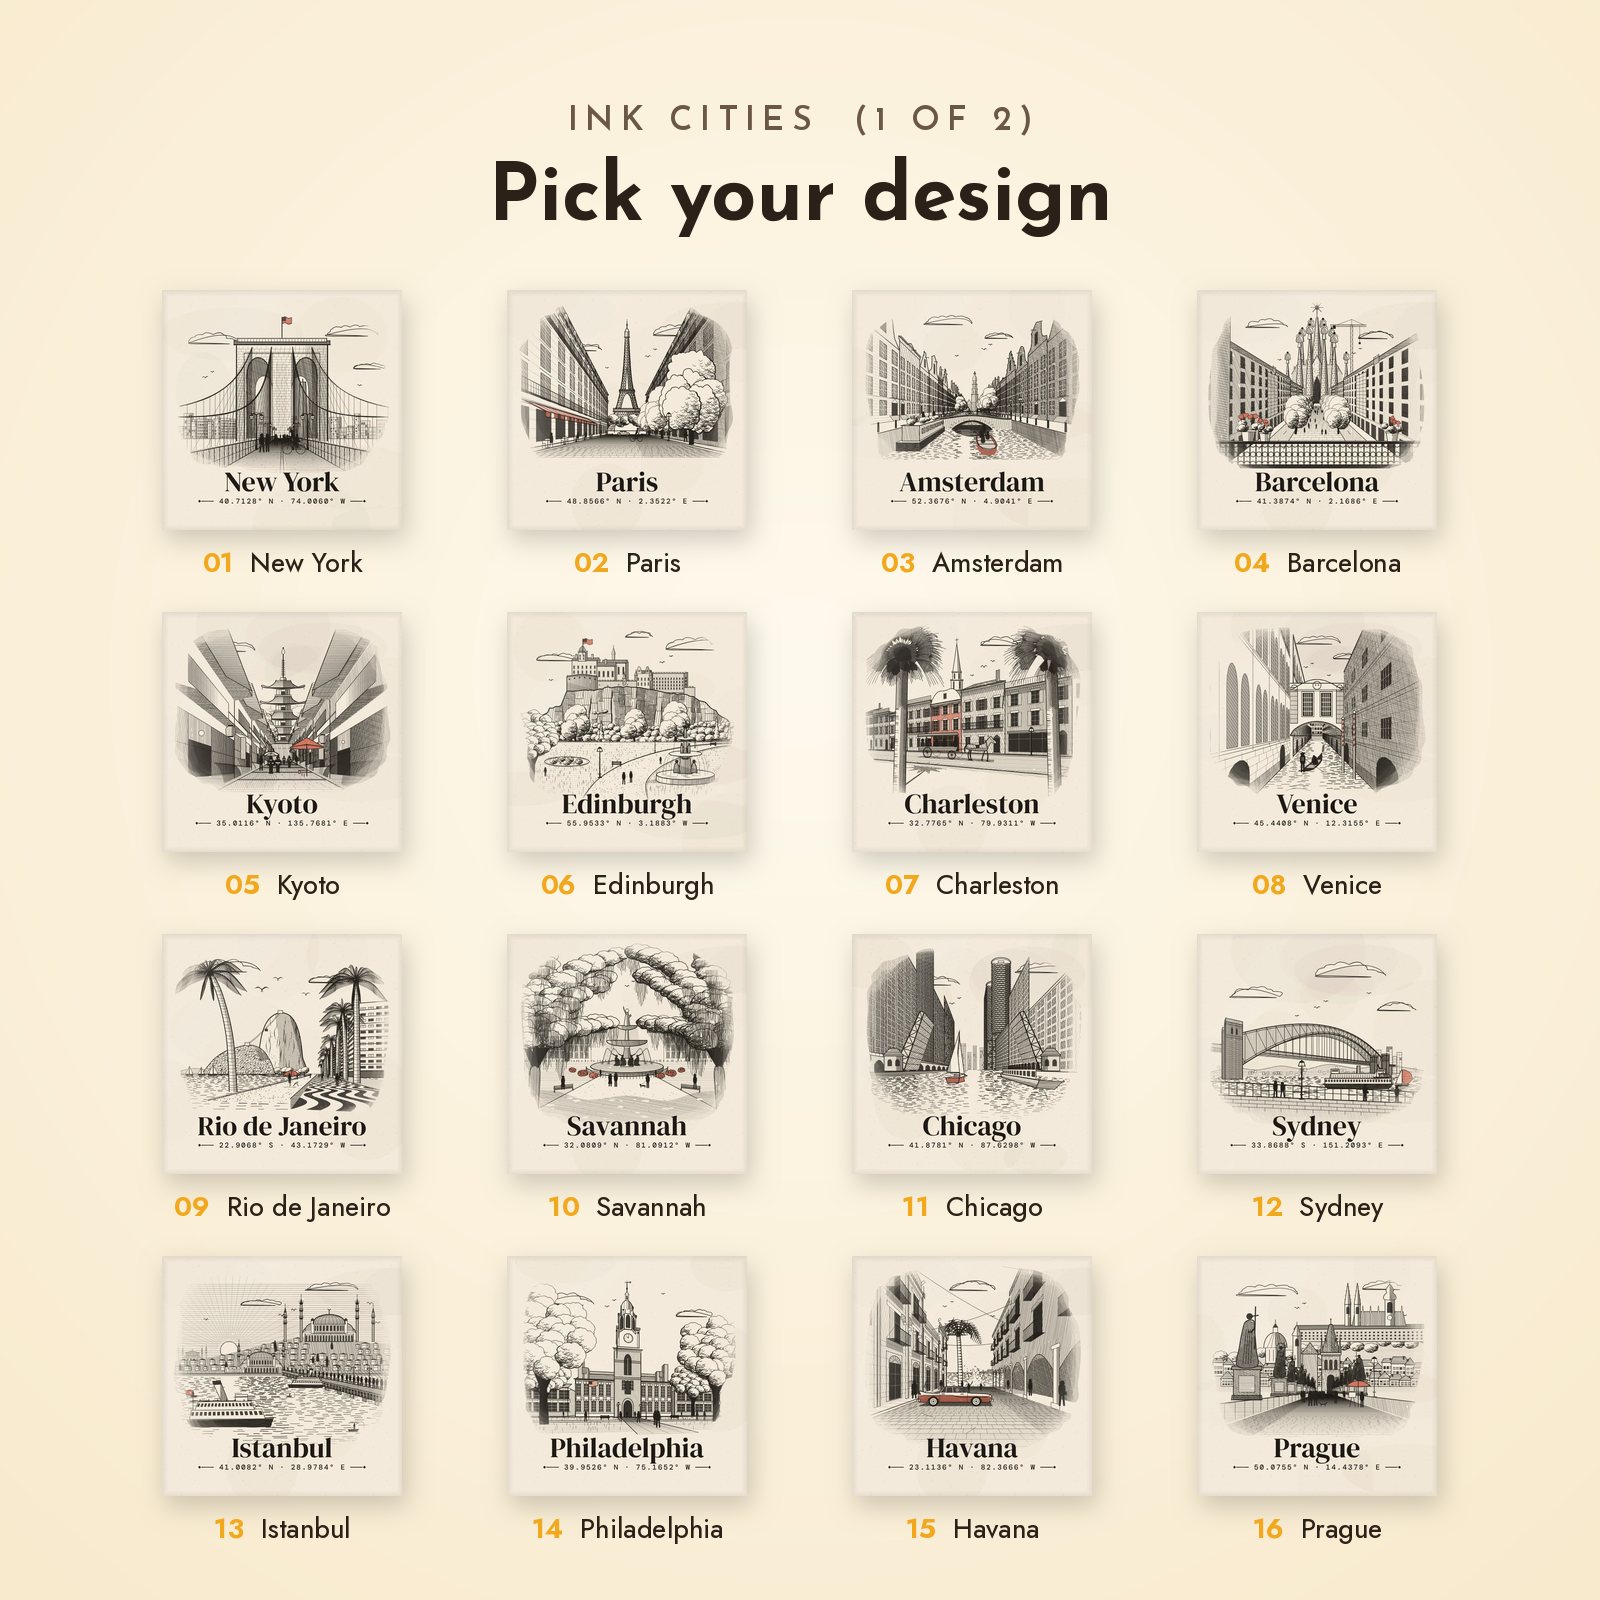 INK CITIES (1 OF 2)
Pick your design
New York
40.7128° N · 74.0060° W
01 New York
Paris
48.8566° N · 2.3522° E
02 Paris
Amsterdam
52.3676° N · 4.9041° E
03 Amsterdam
Barcelona
41.3874° N · 2.1686° E
04 Barcelona
Kyoto
35.0116° N · 135.7681° E
05 Kyoto
Edinburgh
55.9533° N · 3.1883° W
06 Edinburgh
Charleston
32.7765° N · 79.9311° W
07 Charleston
Venice
45.4408° N · 12.3155° E
08 Venice
Rio de Janeiro
22.9068° S · 43.1729° W
09 Rio de Janeiro
Savannah
32.0809° N · 81.0912° W
10 Savannah
Chicago
41.8781° N · 87.6298° W
11 Chicago
Sydney
33.8688° S · 151.2093° E
12 Sydney
Istanbul
41.0082° N · 28.9784° E
13 Istanbul
Philadelphia
39.9526° N · 75.1652° W
14 Philadelphia
Havana
23.1136° N · 82.3666° W
15 Havana
Prague
50.0755° N · 14.4378° E
16 Prague